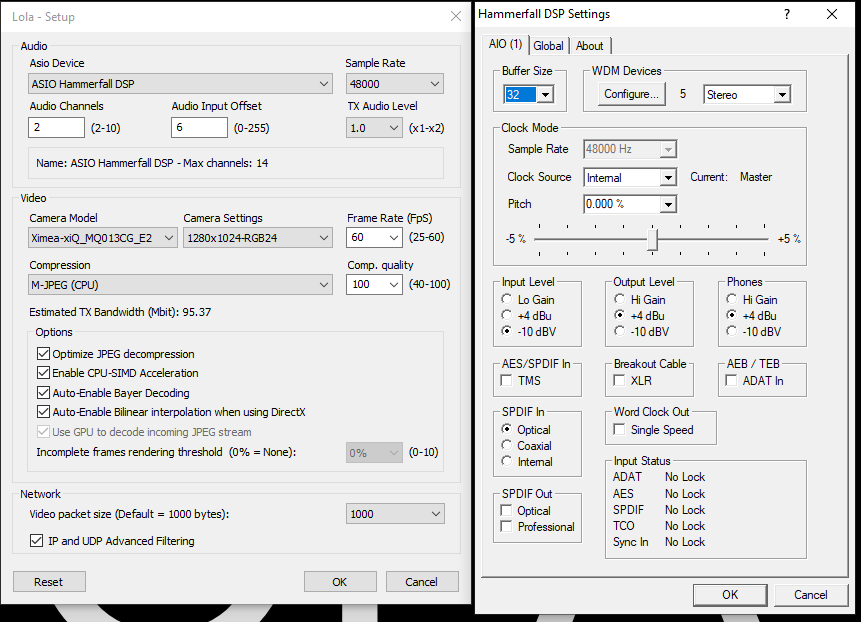 Lola - Setup
Audio
Asio Device
Sample Rate
ASIO Hammerfall DSP
48000
Audio Channels
Audio Input Offset
TX Audio Level
2
(2-10)
6
(0-255)
1.0
(x1-x2)
Name: ASIO Hammerfall DSP - Max channels: 14
Video
Camera Model
Camera Settings
Frame Rate (FpS)
Ximea-xiQ_MQ013CG_E2
1280x1024-RGB24
60
(25-60)
Compression
Comp. quality
M-JPEG (CPU)
100
(40-100)
Estimated TX Bandwidth (Mbit): 95.37
Options
Optimize JPEG decompression
Enable CPU-SIMD Acceleration
Auto-Enable Bayer Decoding
Auto-Enable Bilinear interpolation when using DirectX
Use GPU to decode incoming JPEG stream
Incomplete frames rendering threshold (0% = None):
0%
(0-10)
Network
Video packet size (Default = 1000 bytes):
1000
IP and UDP Advanced Filtering
Reset
OK
Cancel
Hammerfall DSP Settings
?
AIO (1)
Global
About
Buffer Size
32
WDM Devices
Configure...
5
Stereo
Clock Mode
Sample Rate
48000 Hz
Clock Source
Internal
Current:
Master
Pitch
0.000 %
-5 %
+5 %
Input Level
Lo Gain
+4 dBu
-10 dBV
Output Level
Hi Gain
+4 dBu
-10 dBV
Phones
Hi Gain
+4 dBu
-10 dBV
AES/SPDIF In
TMS
Breakout Cable
XLR
AEB / TEB
ADAT In
SPDIF In
Optical
Coaxial
Internal
Word Clock Out
Single Speed
SPDIF Out
Optical
Professional
Input Status
ADAT No Lock
AES No Lock
SPDIF No Lock
TCO No Lock
Sync In No Lock
OK
Cancel